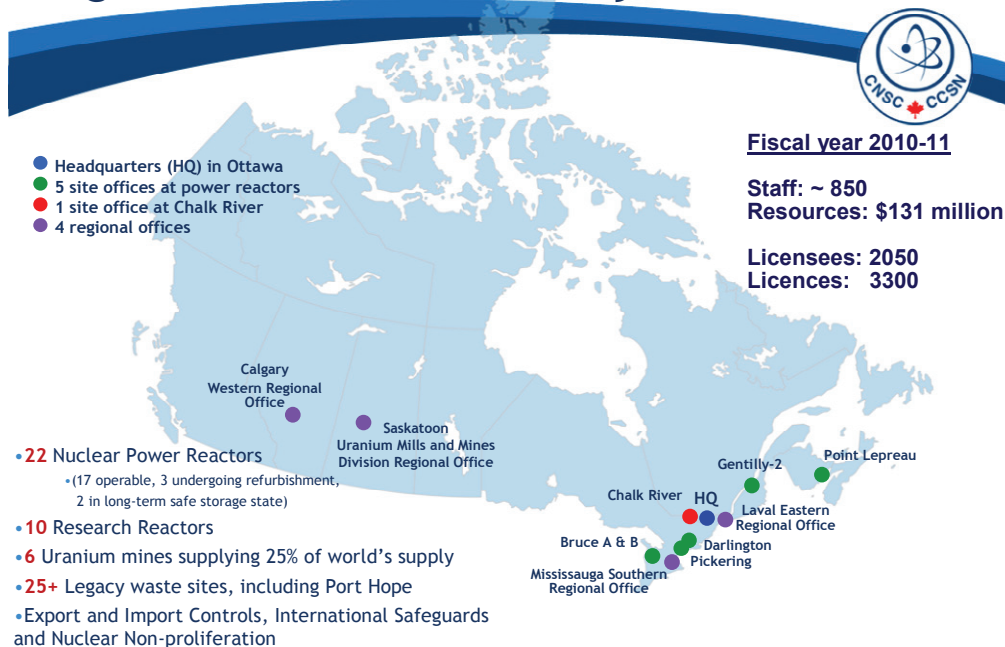 CNSC CCSN
Fiscal year 2010-11
Staff: ~ 850
Resources: $131 million
Licensees: 2050
Licences: 3300
Headquarters (HQ) in Ottawa
5 site offices at power reactors
1 site office at Chalk River
4 regional offices
Calgary
Western Regional
Office
Saskatoon
Uranium Mills and Mines
Division Regional Office
Gentilly-2
Point Lepreau
Chalk River
HQ
Laval Eastern
Regional Office
Bruce A & B
Darlington
Pickering
Mississauga Southern
Regional Office
•22 Nuclear Power Reactors
•(17 operable, 3 undergoing refurbishment,
2 in long-term safe storage state)
•10 Research Reactors
•6 Uranium mines supplying 25% of world’s supply
•25+ Legacy waste sites, including Port Hope
•Export and Import Controls, International Safeguards
and Nuclear Non-proliferation